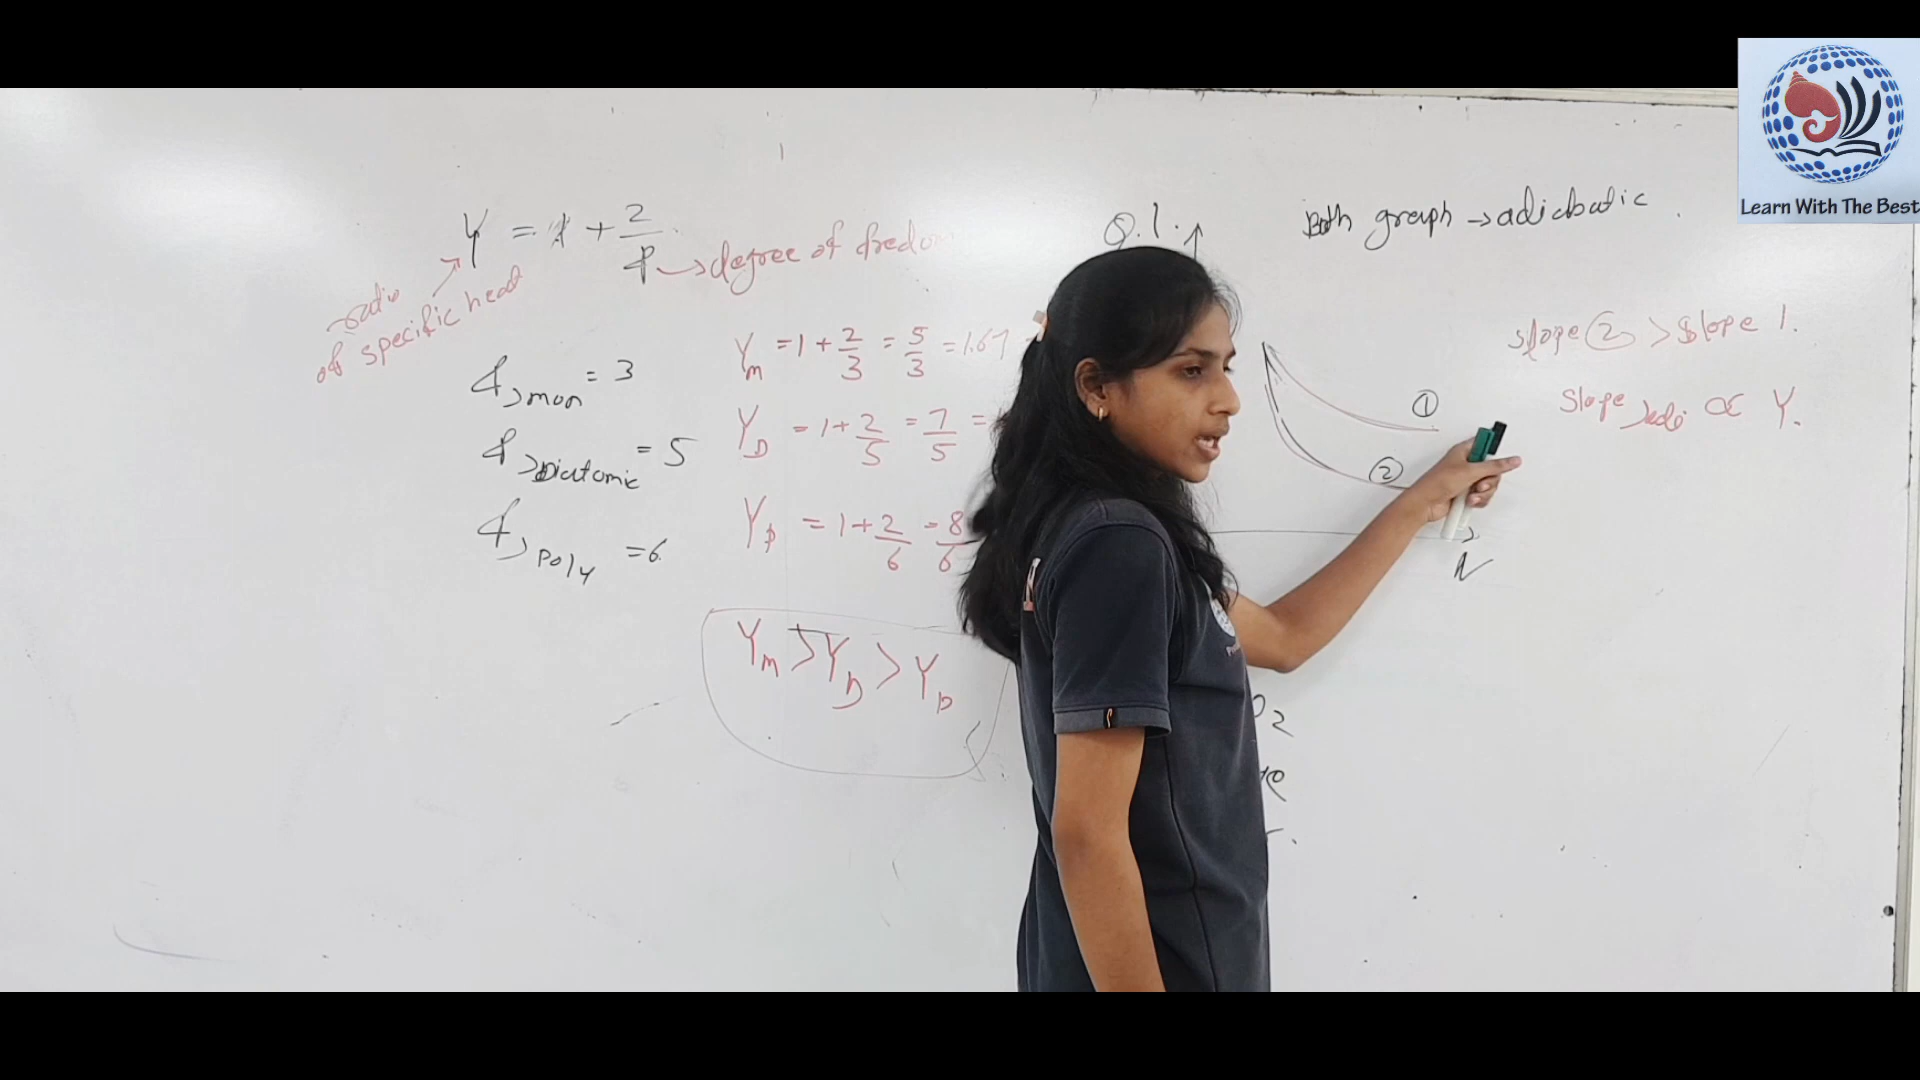 γ = 1 + 2/f → degree of fredo
ratio of specific heat
f, mon = 3
f, Diatomic = 5
f, poly = 6
γm = 1 + 2/3 = 5/3 = 1.67
γD = 1 + 2/5 = 7/5 =
γp = 1 + 2/6 = 8/6
γm > γD > γp
Q.1.
Both graph → adiabatic
①
②
slope ② > slope 1.
slope adi ∝ γ.
Learn With The Best